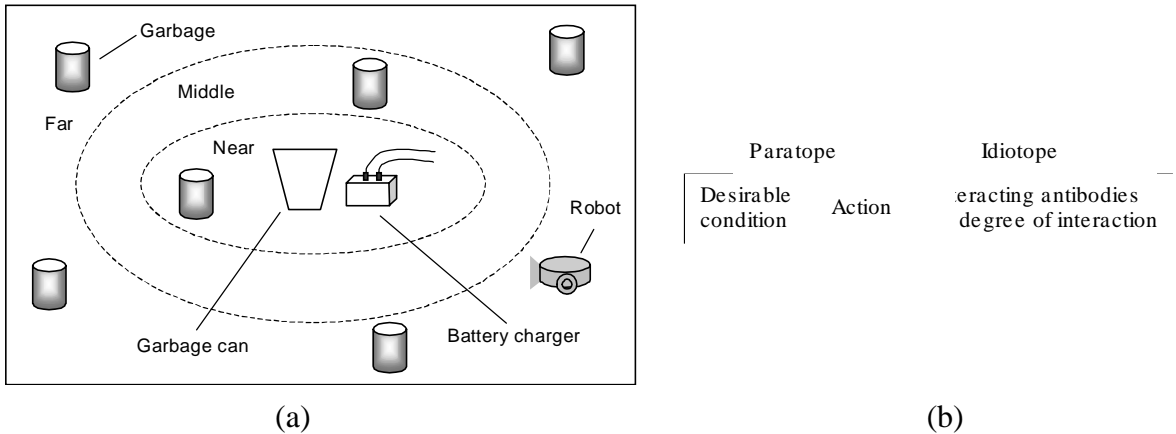 Garbage
Middle
Far
Near
Robot
Garbage can
Battery charger
(a)
Paratope Idiotope
Desirable
condition
Action
eracting antibodies
degree of interaction
(b)